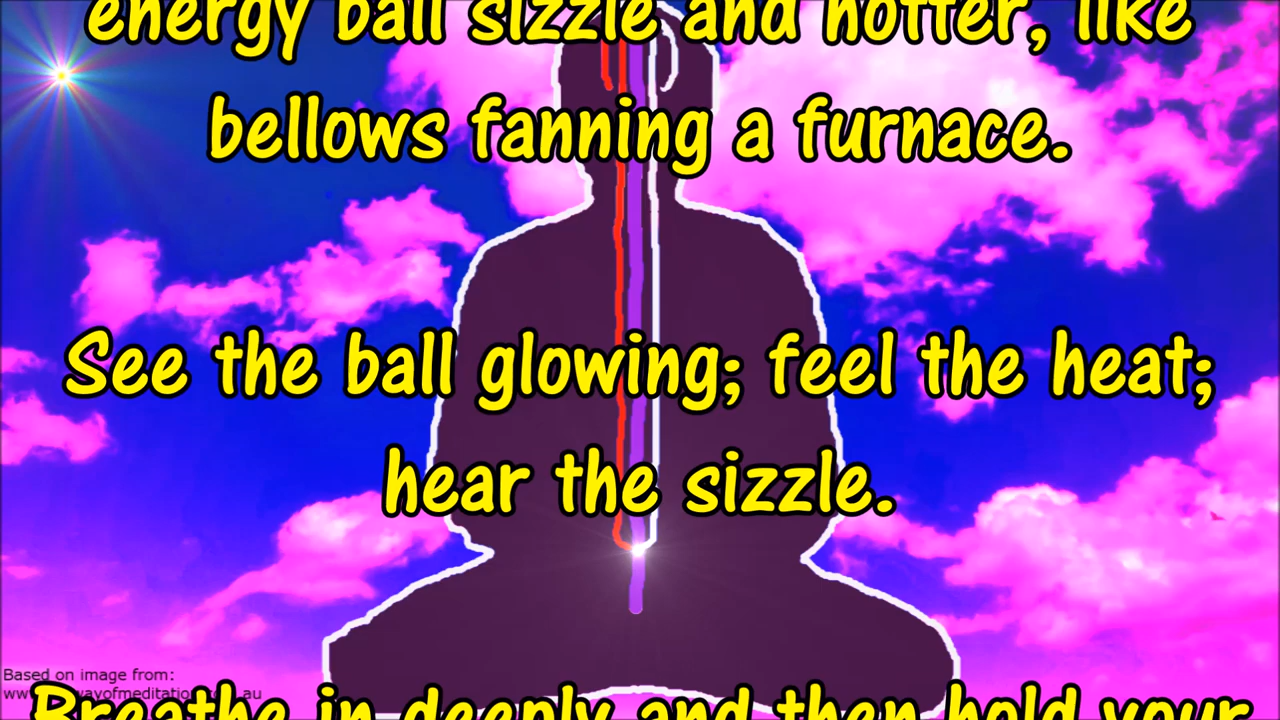 energy ball sizzle and hotter, like
bellows fanning a furnace.
See the ball glowing; feel the heat;
hear the sizzle.
Based on image from:
Breathe in deeply and then hold your